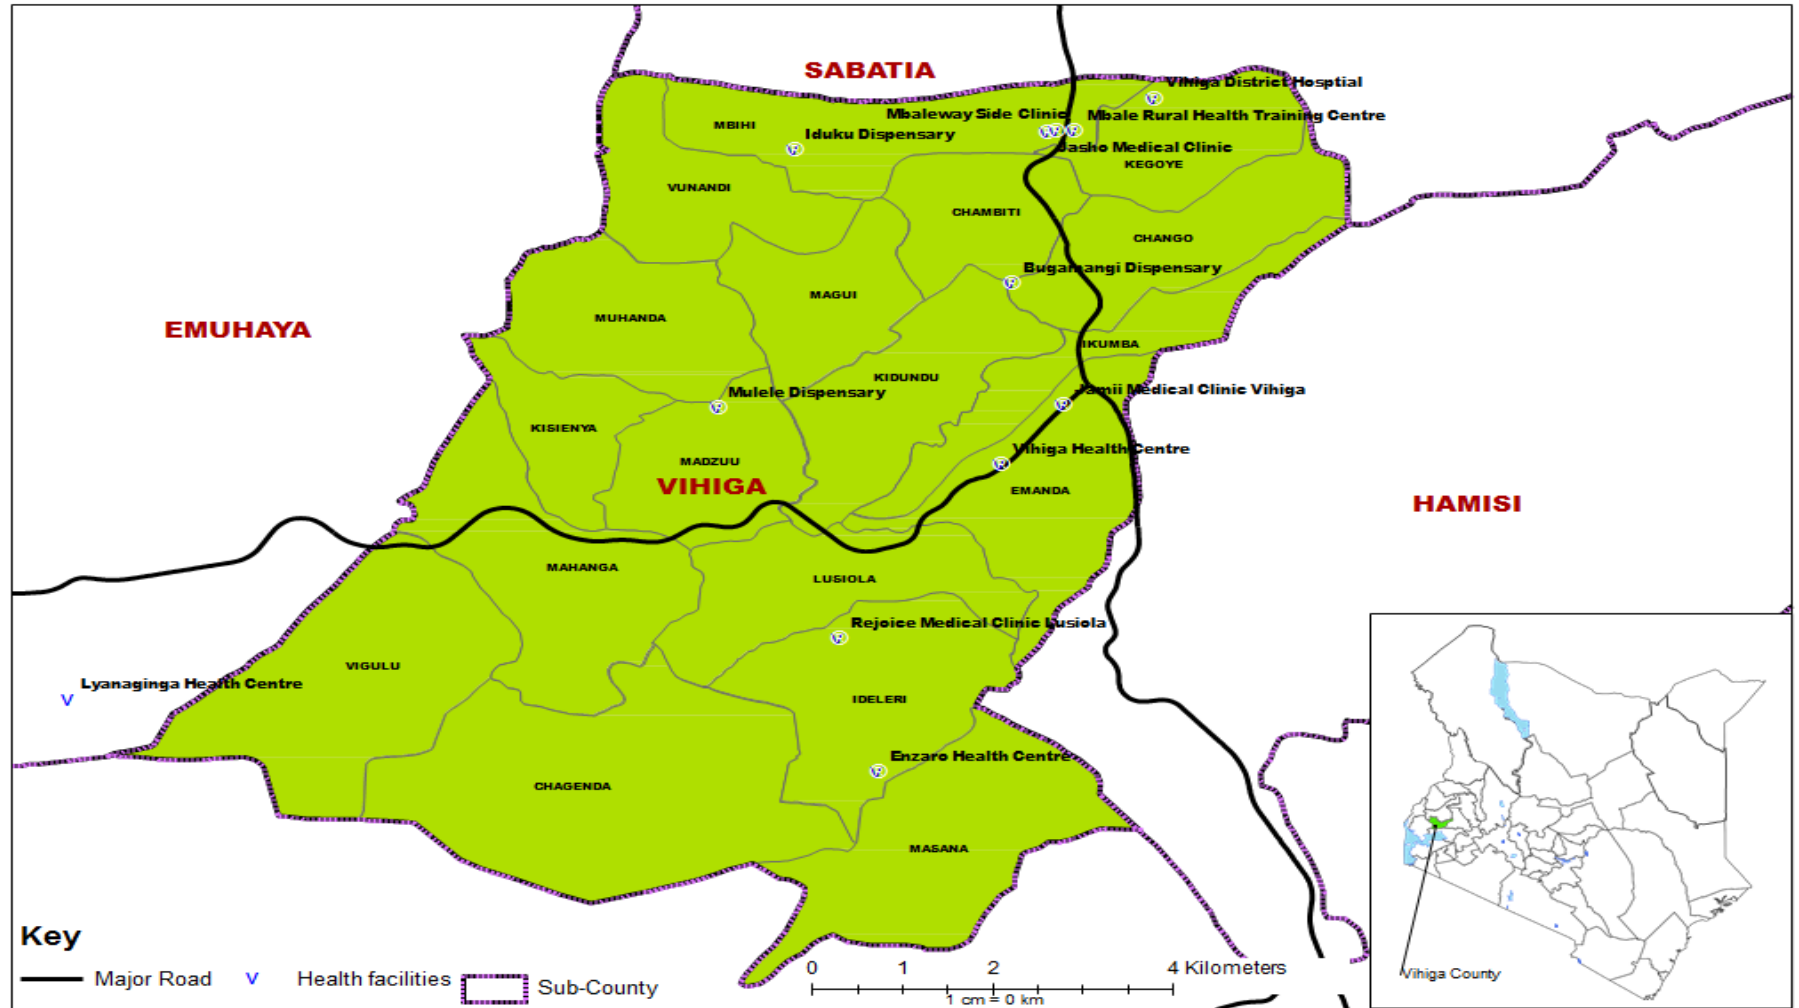 SABATIA
Vihiga District Hosptial
Mbaleway Side Clinic
Mbale Rural Health Training Centre
MBIHI
Iduku Dispensary
Jasho Medical Clinic
KEGOYE
VUNANDI
CHAMBITI
CHANGO
Bugamangi Dispensary
MAGUI
MUHANDA
EMUHAYA
IKUMBA
KIDUNDU
Mulele Dispensary
Jamii Medical Clinic Vihiga
KISIENYA
Vihiga Health Centre
MADZUU
VIHIGA
EMANDA
HAMISI
MAHANGA
LUSIOLA
Rejoice Medical Clinic Lusiola
VIGULU
Lyanaginga Health Centre
V
IDELERI
Enzaro Health Centre
CHAGENDA
MASANA
Key
Major Road
V Health facilities
Sub-County
0 1 2 4 Kilometers
1 cm = 0 km
Vihiga County